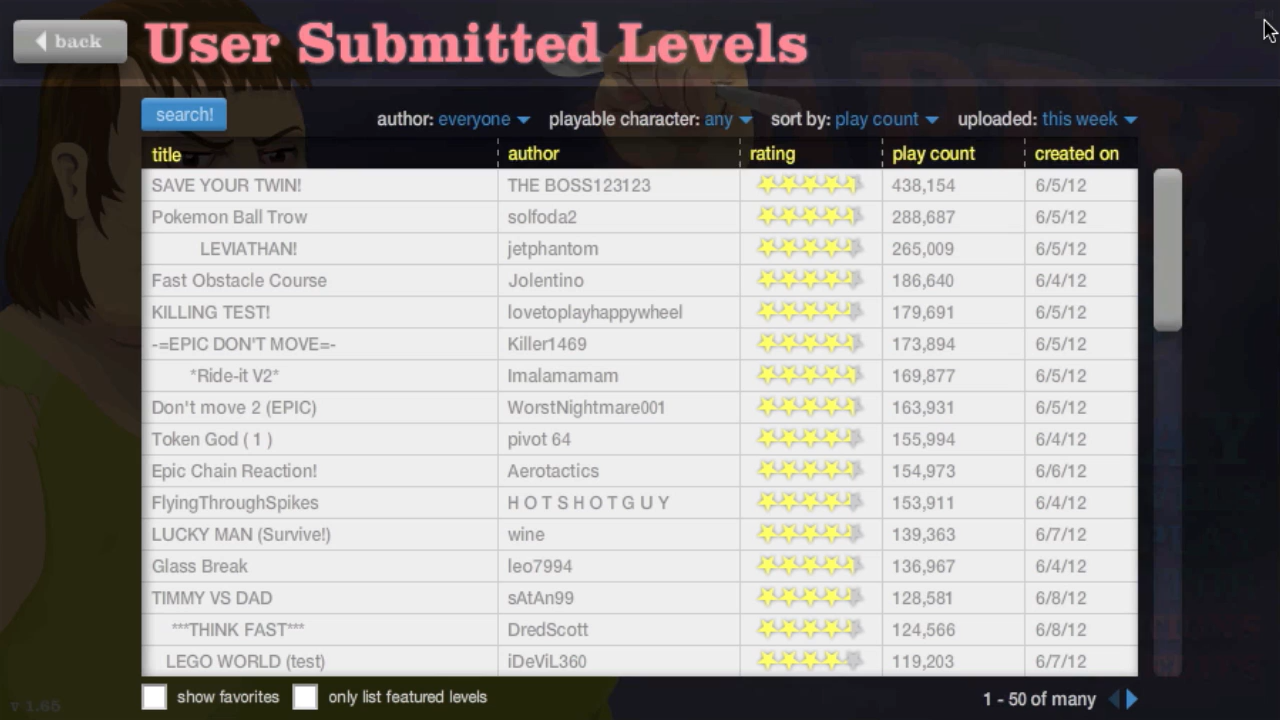 back
User Submitted Levels
search!
author: everyone playable character: any sort by: play count uploaded: this week
title author rating play count created on
SAVE YOUR TWIN! THE BOSS123123 438,154 6/5/12
Pokemon Ball Trow solfoda2 288,687 6/5/12
LEVIATHAN! jetphantom 265,009 6/5/12
Fast Obstacle Course Jolentino 186,640 6/4/12
KILLING TEST! lovetoplayhappywheel 179,691 6/5/12
-=EPIC DON'T MOVE=- Killer1469 173,894 6/5/12
*Ride-it V2* Imalamamam 169,877 6/5/12
Don't move 2 (EPIC) WorstNightmare001 163,931 6/5/12
Token God ( 1 ) pivot 64 155,994 6/4/12
Epic Chain Reaction! Aerotactics 154,973 6/6/12
FlyingThroughSpikes H O T S H O T G U Y 153,911 6/4/12
LUCKY MAN (Survive!) wine 139,363 6/7/12
Glass Break leo7994 136,967 6/4/12
TIMMY VS DAD sAtAn99 128,581 6/8/12
***THINK FAST*** DredScott 124,566 6/8/12
LEGO WORLD (test) iDeViL360 119,203 6/7/12
show favorites only list featured levels 1 - 50 of many
v 1.65